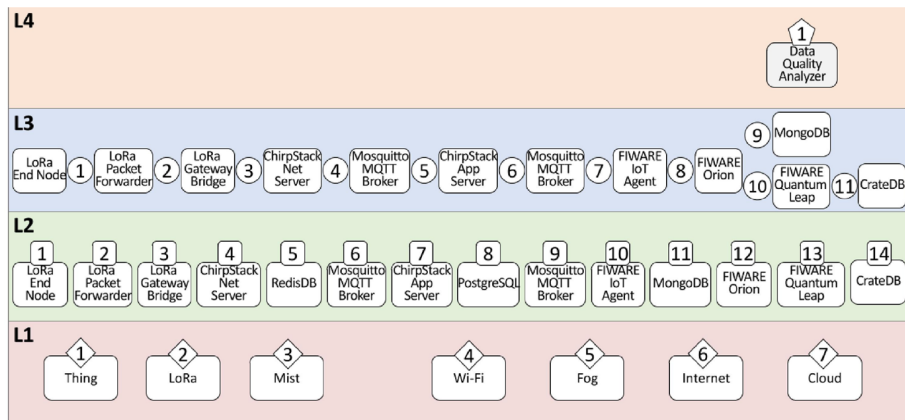 L4
1
Data
Quality
Analyzer
L3
LoRa
End Node
1
LoRa
Packet
Forwarder
2
LoRa
Gateway
Bridge
3
ChirpStack
Net
Server
4
Mosquitto
MQTT
Broker
5
ChirpStack
App
Server
6
Mosquitto
MQTT
Broker
7
FIWARE
IoT
Agent
8
FIWARE
Orion
9
MongoDB
10
FIWARE
Quantum
Leap
11
CrateDB
L2
1
LoRa
End
Node
2
LoRa
Packet
Forwarder
3
LoRa
Gateway
Bridge
4
ChirpStack
Net
Server
5
RedisDB
6
Mosquitto
MQTT
Broker
7
ChirpStack
App
Server
8
PostgreSQL
9
Mosquitto
MQTT
Broker
10
FIWARE
IoT
Agent
11
MongoDB
12
FIWARE
Orion
13
FIWARE
Quantum
Leap
14
CrateDB
L1
1
Thing
2
LoRa
3
Mist
4
Wi-Fi
5
Fog
6
Internet
7
Cloud